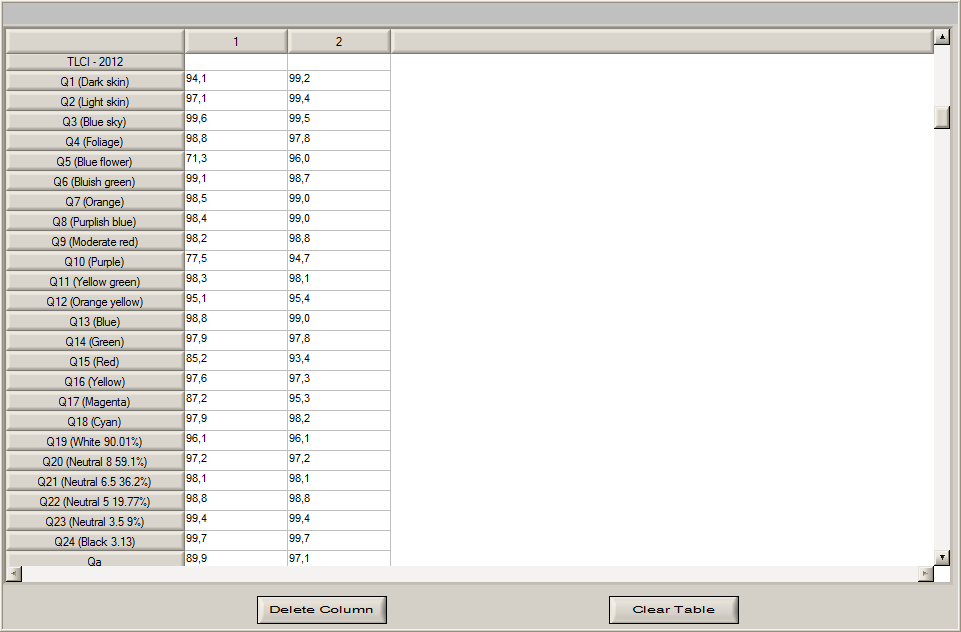 1 2
TLCI - 2012
Q1 (Dark skin) 94,1 99,2
Q2 (Light skin) 97,1 99,4
Q3 (Blue sky) 99,6 99,5
Q4 (Foliage) 98,8 97,8
Q5 (Blue flower) 71,3 96,0
Q6 (Bluish green) 99,1 98,7
Q7 (Orange) 98,5 99,0
Q8 (Purplish blue) 98,4 99,0
Q9 (Moderate red) 98,2 98,8
Q10 (Purple) 77,5 94,7
Q11 (Yellow green) 98,3 98,1
Q12 (Orange yellow) 95,1 95,4
Q13 (Blue) 98,8 99,0
Q14 (Green) 97,9 97,8
Q15 (Red) 85,2 93,4
Q16 (Yellow) 97,6 97,3
Q17 (Magenta) 87,2 95,3
Q18 (Cyan) 97,9 98,2
Q19 (White 90.01%) 96,1 96,1
Q20 (Neutral 8 59.1%) 97,2 97,2
Q21 (Neutral 6.5 36.2%) 98,1 98,1
Q22 (Neutral 5 19.77%) 98,8 98,8
Q23 (Neutral 3.5 9%) 99,4 99,4
Q24 (Black 3.13) 99,7 99,7
Qa 89,9 97,1
Delete Column Clear Table